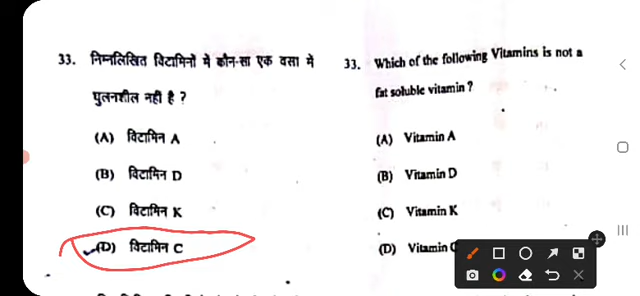 33. निम्नलिखित विटामिनों मे कौन-सा एक वसा मे
घुलनशील नही है ?
(A) विटामिन A
(B) विटामिन D
(C) विटामिन K
(D) विटामिन C
33. Which of the following Vitamins is not a
fat soluble vitamin ?
(A) Vitamin A
(B) Vitamin D
(C) Vitamin K
(D) Vitamin C